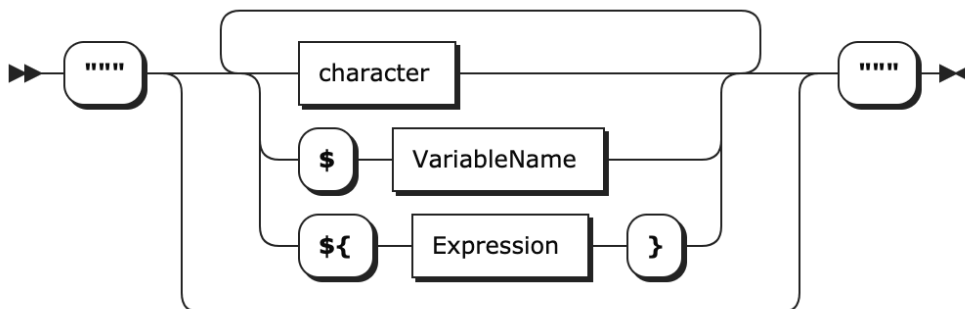 """ character """
$ VariableName
${ Expression }